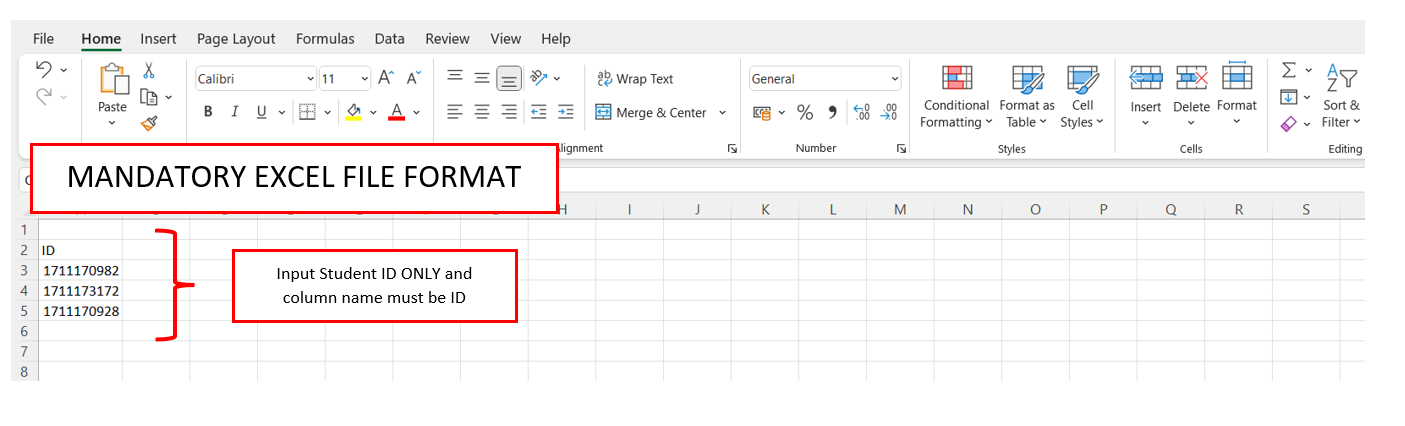 File Home Insert Page Layout Formulas Data Review View Help
Calibri 11 A A ab Wrap Text General
Paste B I U A Merge & Center % Conditional Formatting Format as Table Cell Styles Insert Delete Format Sort & Filter
Alignment Number Styles Cells Editing
MANDATORY EXCEL FILE FORMAT
H I J K L M N O P Q R S
1
2 ID
3 1711170982
4 1711173172
5 1711170928
6
7
8
Input Student ID ONLY and
column name must be ID